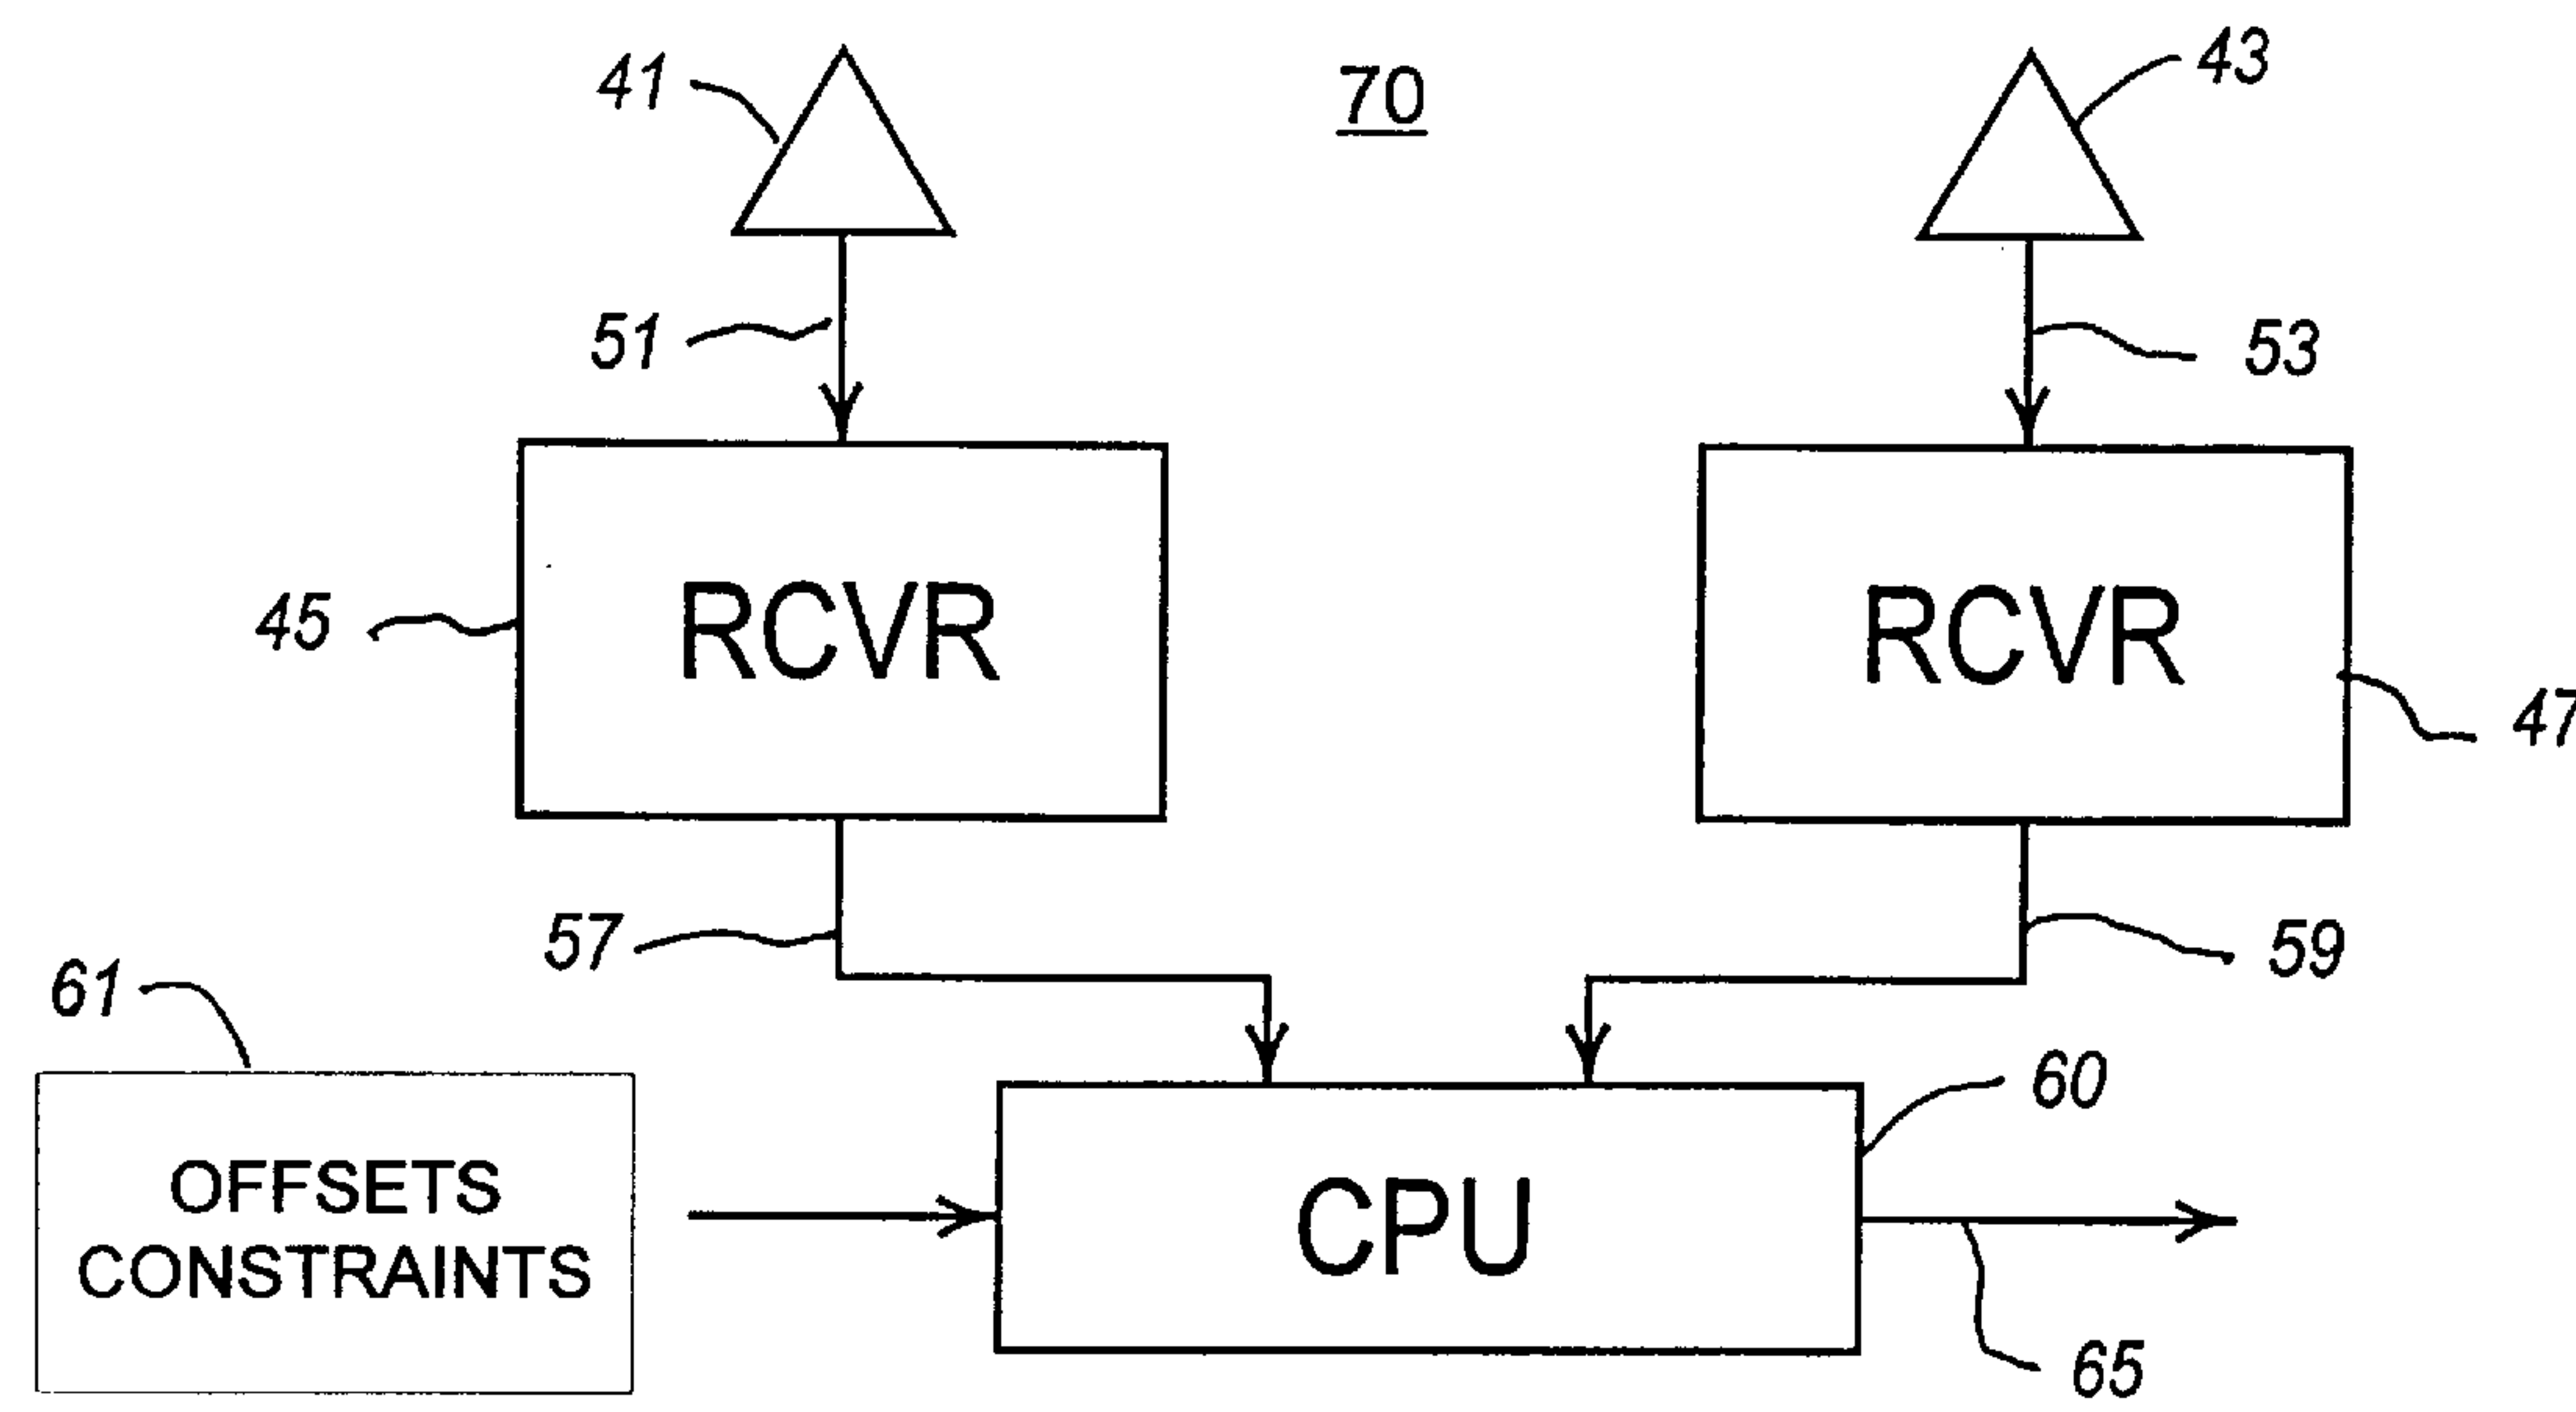 41
70
43
51
53
45
RCVR
RCVR
47
57
59
61
60
OFFSETS
CONSTRAINTS
CPU
65